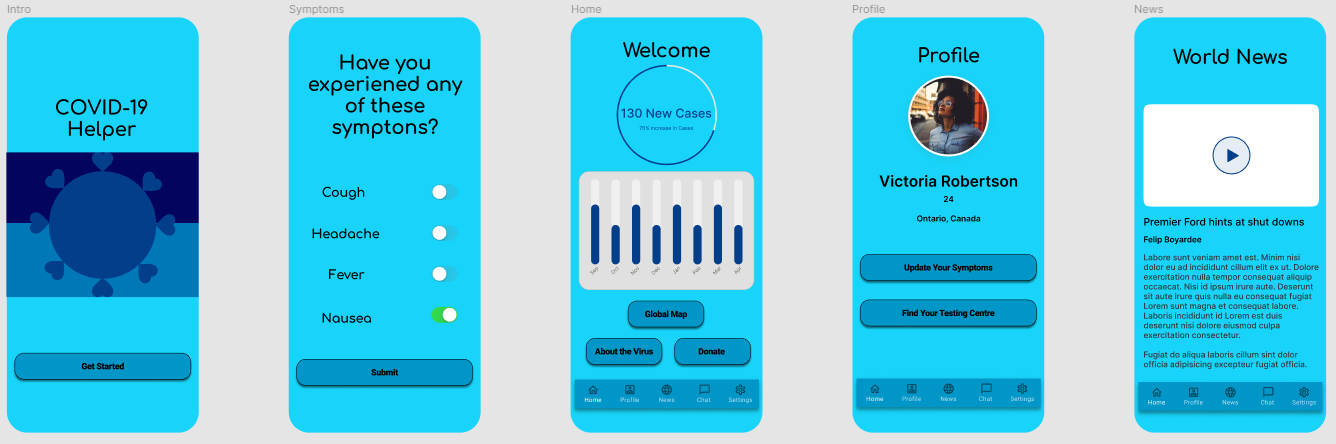 Intro
COVID-19
Helper
Get Started
Symptoms
Have you
experiened any
of these
symptons?
Cough
Headache
Fever
Nausea
Submit
Home
Welcome
130 New Cases
70% increase in Cases
Sep Oct Nov Dec Jan Feb Mar Apr
Global Map
About the Virus Donate
Home Profile News Chat Settings
Profile
Profile
Victoria Robertson
24
Ontario, Canada
Update Your Symptoms
Find Your Testing Centre
Home Profile News Chat Settings
News
World News
Premier Ford hints at shut downs
Felip Boyardee
Labore sunt veniam amet est. Minim nisi
dolor eu ad incididunt cillum elit ex ut. Dolore
exercitation nulla tempor consequat aliquip
occaecat. Nisi id ipsum irure aute. Deserunt
sit aute irure quis nulla eu consequat fugiat
Lorem sunt magna et consequat labore.
Laboris incididunt id Lorem est duis
deserunt nisi dolore eiusmod culpa
exercitation consectetur.
Fugiat do aliqua laboris cillum sint dolor
officia adipisicing excepteur fugiat officia.
Home Profile News Chat Settings